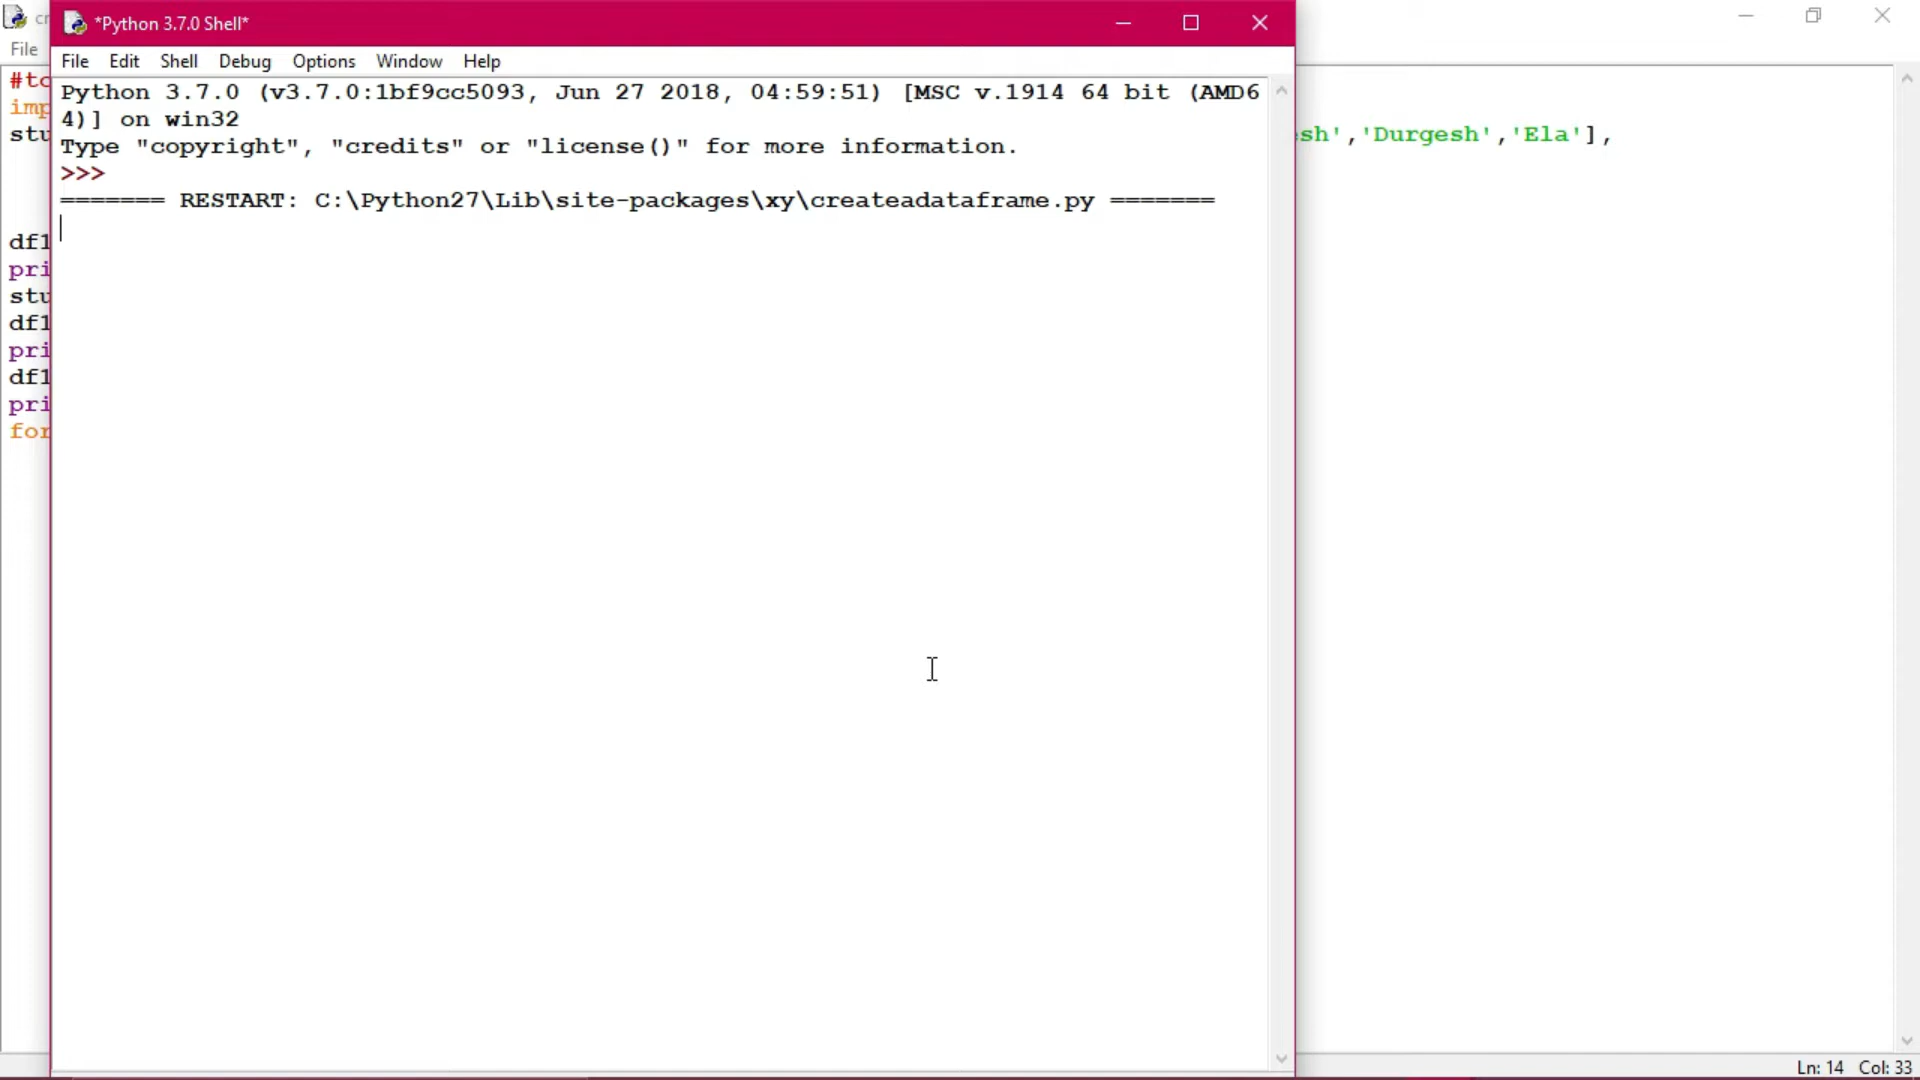 *Python 3.7.0 Shell*
File Edit Shell Debug Options Window Help
Python 3.7.0 (v3.7.0:1bf9cc5093, Jun 27 2018, 04:59:51) [MSC v.1914 64 bit (AMD6
4)] on win32
Type "copyright", "credits" or "license()" for more information.
>>>
======= RESTART: C:\Python27\Lib\site-packages\xy\createadataframe.py =======
File
#to
imp
stu
sh','Durgesh','Ela'],
df1
pri
stu
df1
pri
df1
pri
for
Ln: 14 Col: 33